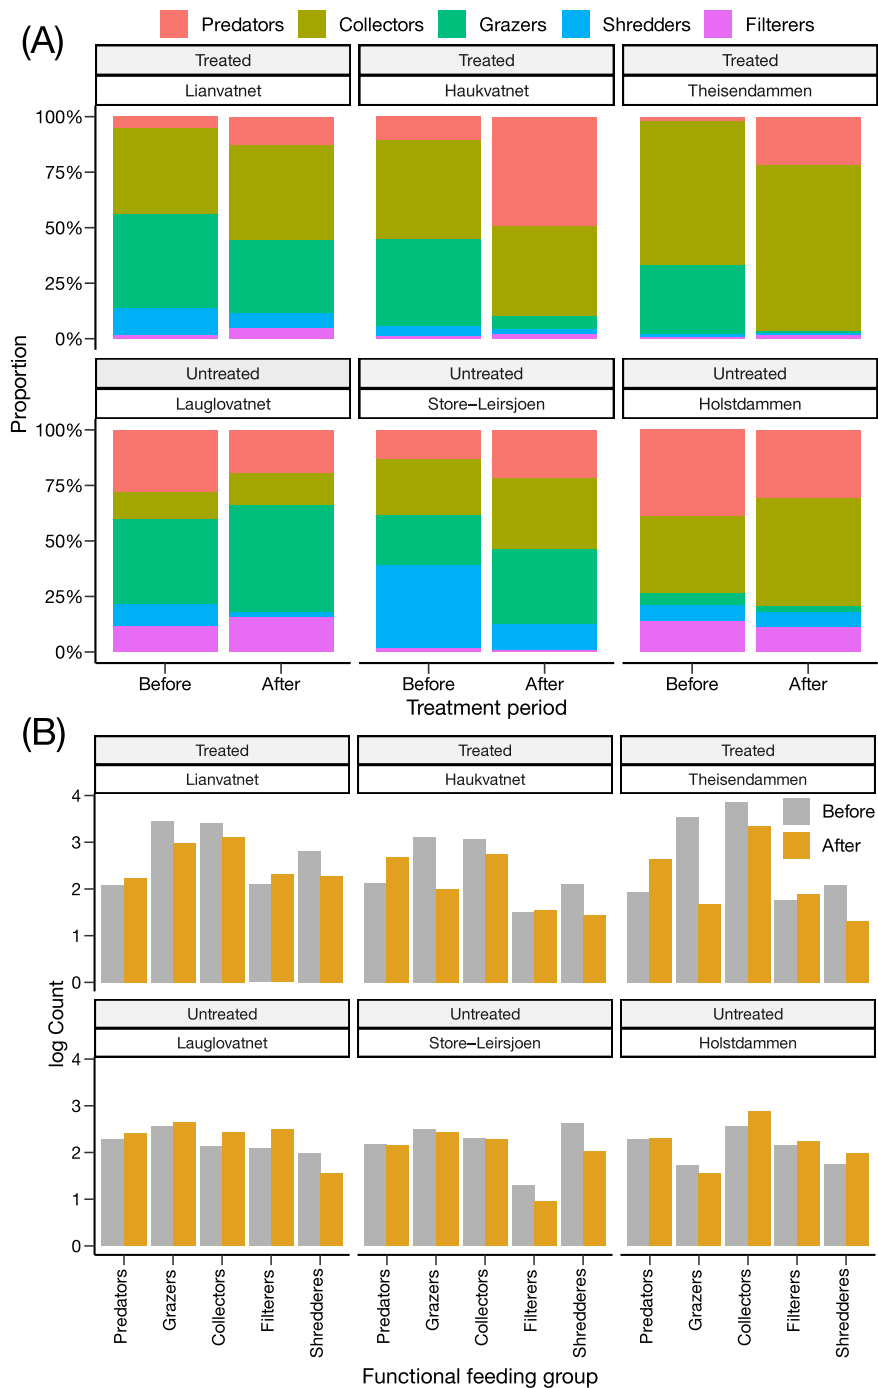 (A)
Predators Collectors Grazers Shredders Filterers
Treated Treated Treated
Lianvatnet Haukvatnet Theisendammen
100%
75%
50%
25%
0%
Proportion
Untreated Untreated Untreated
Lauglovatnet Store–Leirsjoen Holstdammen
100%
75%
50%
25%
0%
Before After Before After Before After
Treatment period
(B)
Treated Treated Treated
Lianvatnet Haukvatnet Theisendammen
4
3
2
1
0
Before
After
log Count
Untreated Untreated Untreated
Lauglovatnet Store–Leirsjoen Holstdammen
4
3
2
1
0
Predators Grazers Collectors Filterers Shredderes Predators Grazers Collectors Filterers Shredderes Predators Grazers Collectors Filterers Shredderes
Functional feeding group